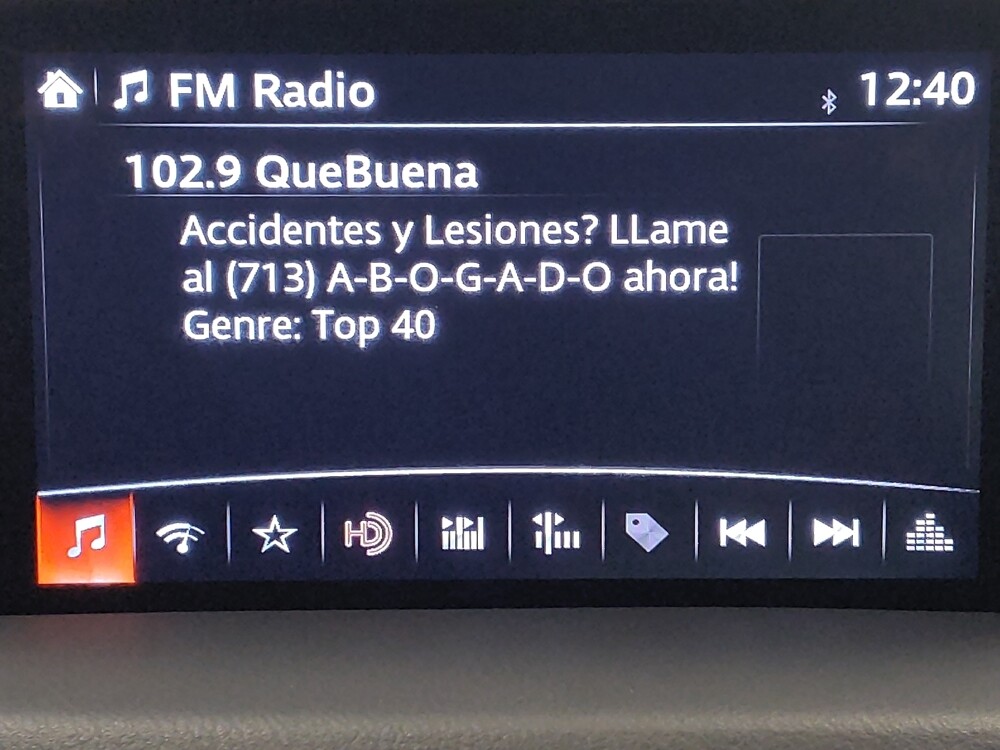 FM Radio
12:40
102.9 QueBuena
Accidentes y Lesiones? LLame
al (713) A-B-O-G-A-D-O ahora!
Genre: Top 40
HD